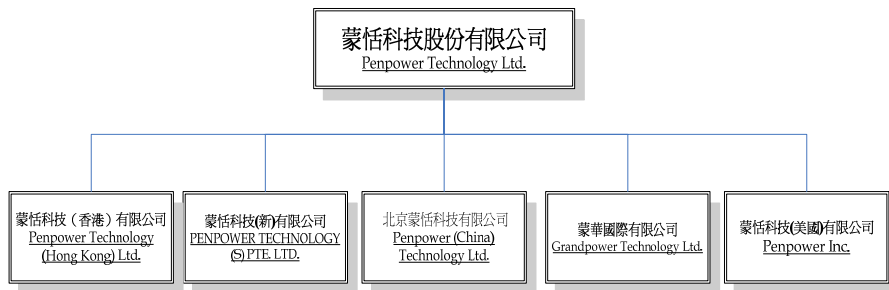 蒙恬科技股份有限公司
Penpower Technology Ltd.
蒙恬科技（香港）有限公司
Penpower Technology
(Hong Kong) Ltd.
蒙恬科技(新)有限公司
PENPOWER TECHNOLOGY
(S) PTE. LTD.
北京蒙恬科技有限公司
Penpower (China)
Technology Ltd.
蒙華國際有限公司
Grandpower Technology Ltd.
蒙恬科技(美國)有限公司
Penpower Inc.